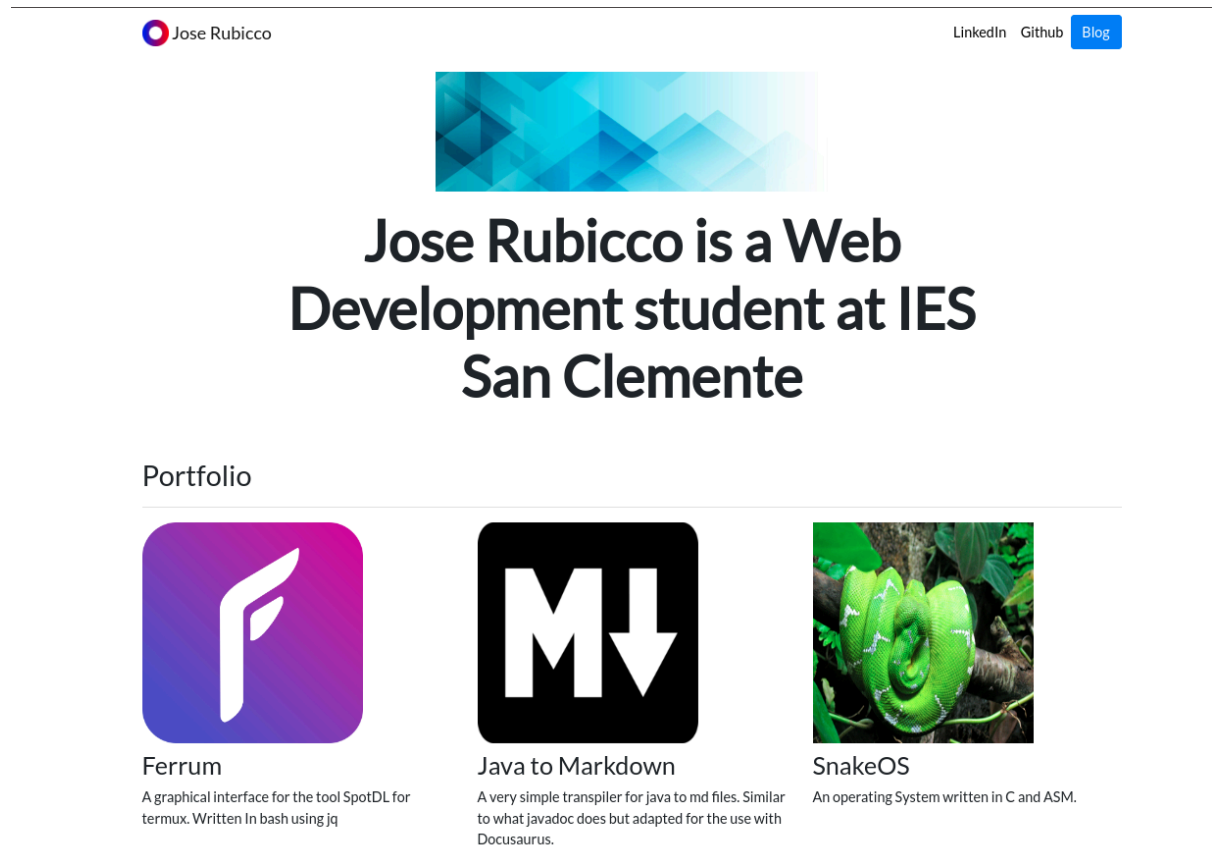 Jose Rubicco
LinkedIn Github Blog
Jose Rubicco is a Web
Development student at IES
San Clemente
Portfolio
F
M
Ferrum
A graphical interface for the tool SpotDL for
termux. Written In bash using jq
Java to Markdown
A very simple transpiler for java to md files. Similar
to what javadoc does but adapted for the use with
Docusaurus.
SnakeOS
An operating System written in C and ASM.